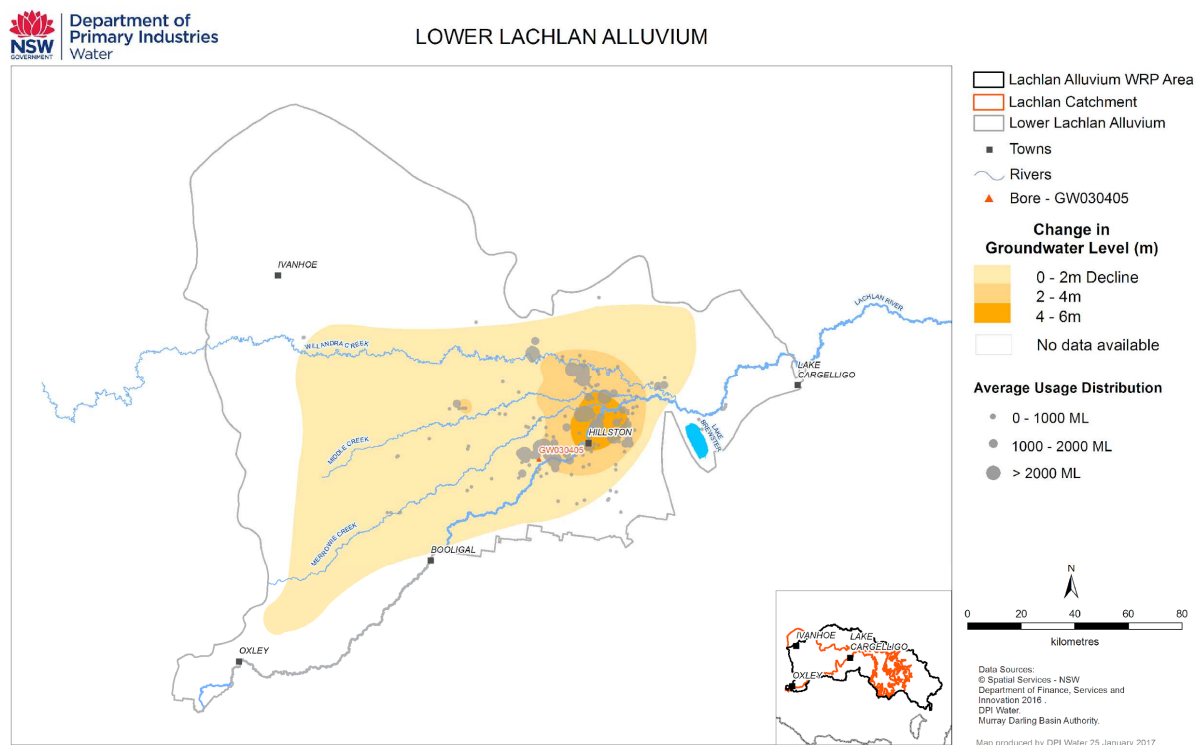 NSW
GOVERNMENT
Department of
Primary Industries
Water
LOWER LACHLAN ALLUVIUM
IVANHOE
WILLANDRA CREEK
LACHLAN RIVER
LAKE
CARGELLIGO
HILLSTON
LAKE
BREWSTER
GW030405
MIDDLE CREEK
MERROWIE CREEK
BOOLIGAL
OXLEY
Lachlan Alluvium WRP Area
Lachlan Catchment
Lower Lachlan Alluvium
Towns
Rivers
Bore - GW030405
Change in
Groundwater Level (m)
0 - 2m Decline
2 - 4m
4 - 6m
No data available
Average Usage Distribution
0 - 1000 ML
1000 - 2000 ML
> 2000 ML
N
0 20 40 60 80
kilometres
IVANHOE
LAKE
CARGELLIGO
OXLEY
Data Sources:
© Spatial Services - NSW
Department of Finance, Services and
Innovation 2016 .
DPI Water.
Murray Darling Basin Authority.
Map produced by DPI Water 25 January 2017